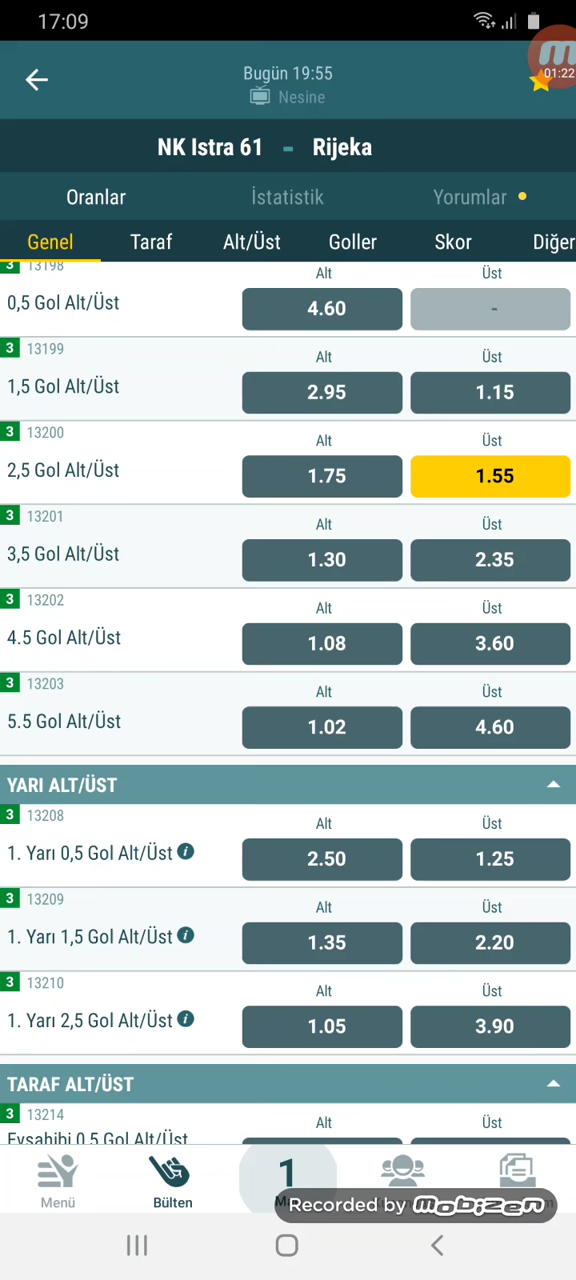 17:09
01:22
Bugün 19:55
Nesine
NK Istra 61 - Rijeka
Oranlar İstatistik Yorumlar
Genel Taraf Alt/Üst Goller Skor Diğer
3 13198 Alt Üst
0,5 Gol Alt/Üst 4.60 -
3 13199 Alt Üst
1,5 Gol Alt/Üst 2.95 1.15
3 13200 Alt Üst
2,5 Gol Alt/Üst 1.75 1.55
3 13201 Alt Üst
3,5 Gol Alt/Üst 1.30 2.35
3 13202 Alt Üst
4.5 Gol Alt/Üst 1.08 3.60
3 13203 Alt Üst
5.5 Gol Alt/Üst 1.02 4.60
YARI ALT/ÜST
3 13208 Alt Üst
1. Yarı 0,5 Gol Alt/Üst 2.50 1.25
3 13209 Alt Üst
1. Yarı 1,5 Gol Alt/Üst 1.35 2.20
3 13210 Alt Üst
1. Yarı 2,5 Gol Alt/Üst 1.05 3.90
TARAF ALT/ÜST
3 13214 Alt Üst
Evsahibi 0,5 Gol Alt/Üst
1
Menü Bülten
Recorded by mobizen